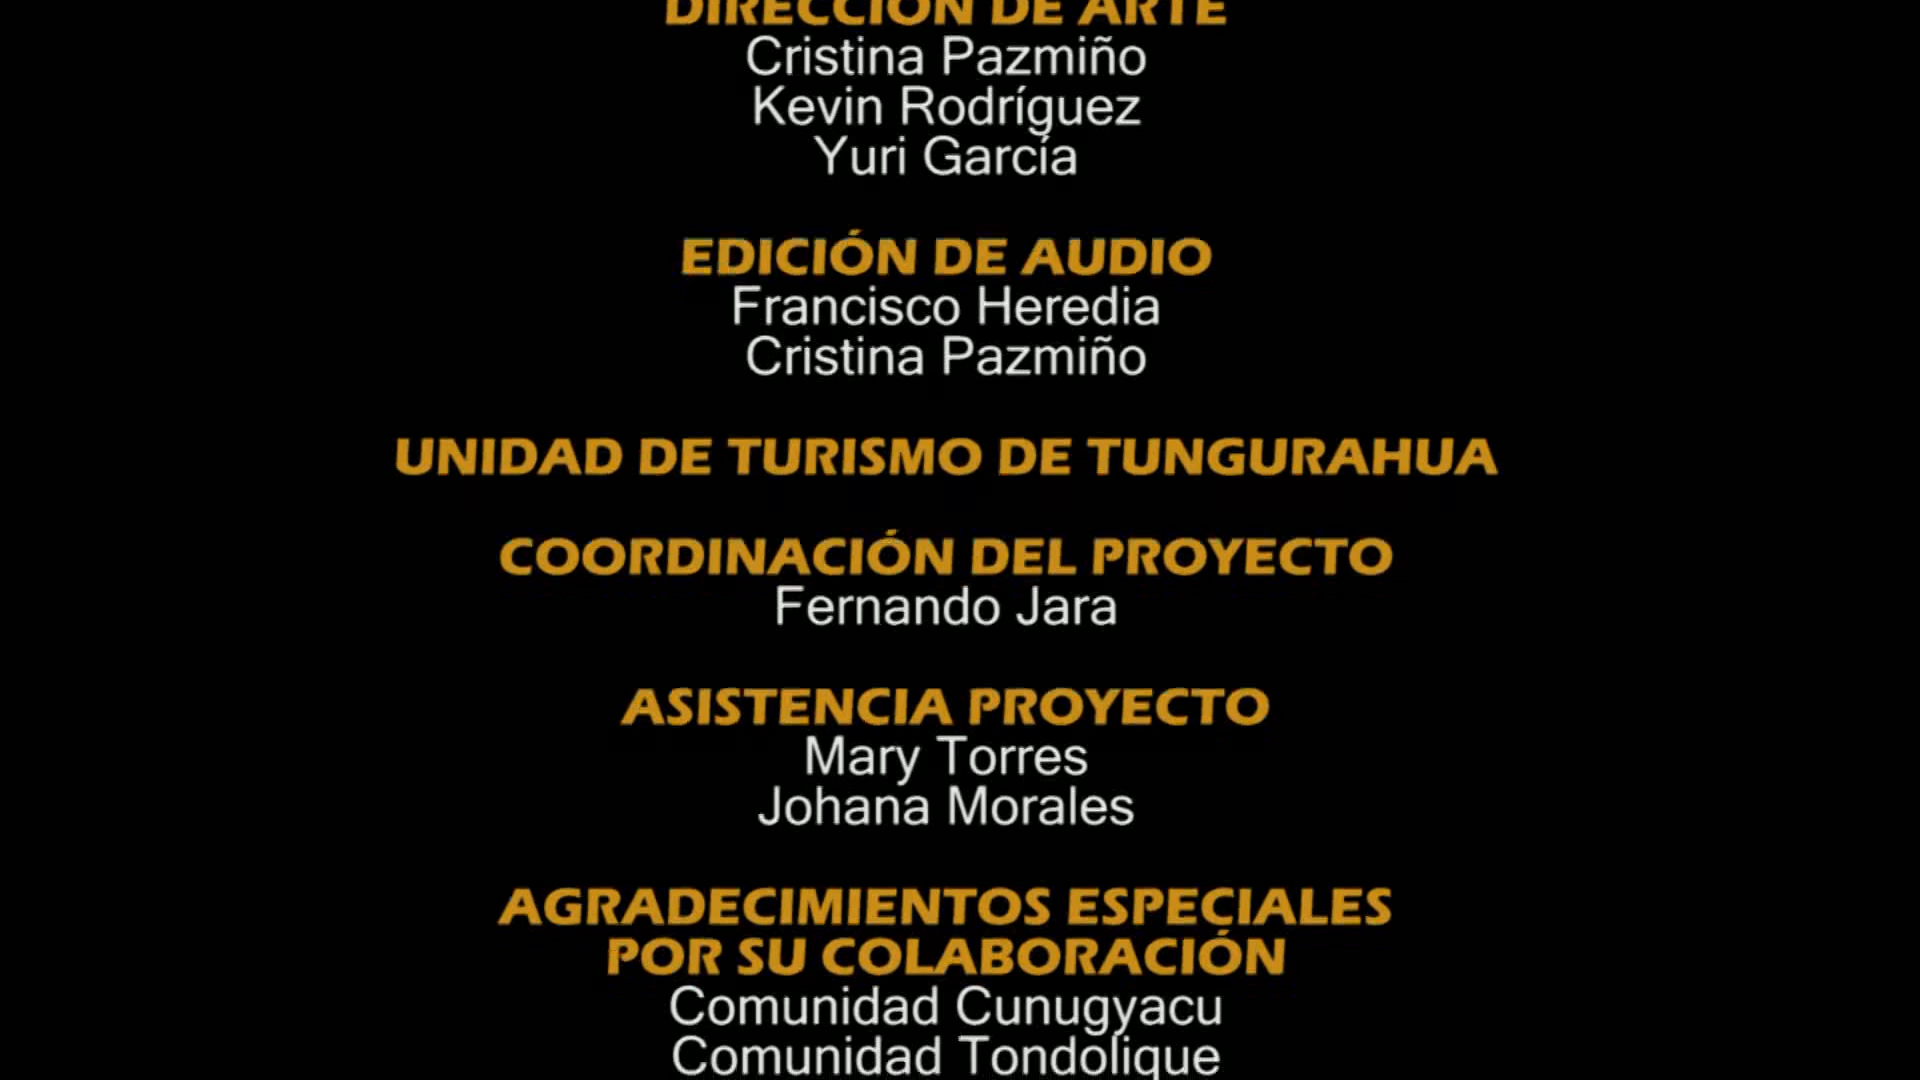 DIRECCIÓN DE ARTE
Cristina Pazmiño
Kevin Rodríguez
Yuri García
EDICIÓN DE AUDIO
Francisco Heredia
Cristina Pazmiño
UNIDAD DE TURISMO DE TUNGURAHUA
COORDINACIÓN DEL PROYECTO
Fernando Jara
ASISTENCIA PROYECTO
Mary Torres
Johana Morales
AGRADECIMIENTOS ESPECIALES
POR SU COLABORACIÓN
Comunidad Cunugyacu
Comunidad Tondolique